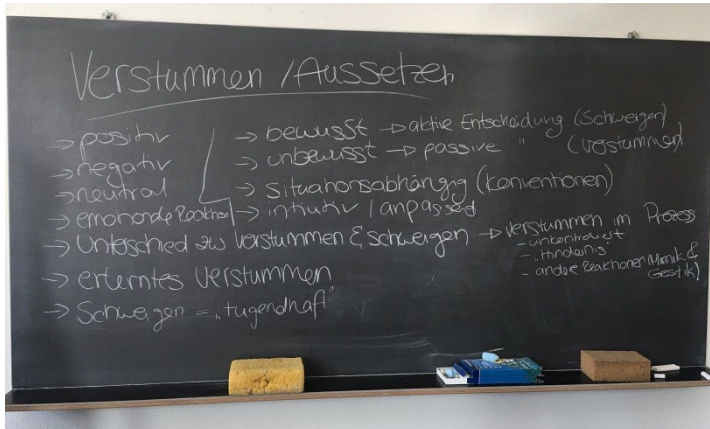 Verstummen / Aussetzen
→ positiv
→ negativ
→ neutral
→ emotionale Reaktion
→ bewusst → aktive Entscheidung (Schweigen)
→ unbewusst → passive " (Verstummen)
→ situationsabhängig (Konventionen)
→ intuitiv / anpassend
→ Unterschied zw verstummen & schweigen → verstummen im Prozess
- unkontrolliert
- "Hindernis
- andere Reaktionen Mimik & Gestik!
→ erlerntes Verstummen
→ Schweigen = „tugendhaft"